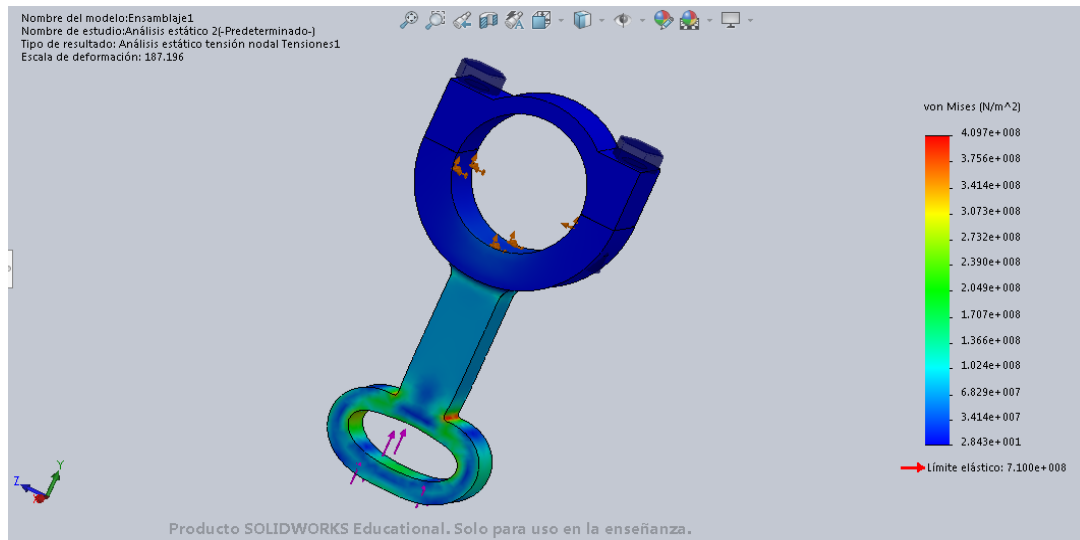 Nombre del modelo:Ensamblaje1
Nombre de estudio:Análisis estático 2(-Predeterminado-)
Tipo de resultado: Análisis estático tensión nodal Tensiones1
Escala de deformación: 187.196
von Mises (N/m^2)
4.097e+008
3.756e+008
3.414e+008
3.073e+008
2.732e+008
2.390e+008
2.049e+008
1.707e+008
1.366e+008
1.024e+008
6.829e+007
3.414e+007
2.843e+001
Límite elástico: 7.100e+008
Y
Z
Producto SOLIDWORKS Educational. Solo para uso en la enseñanza.